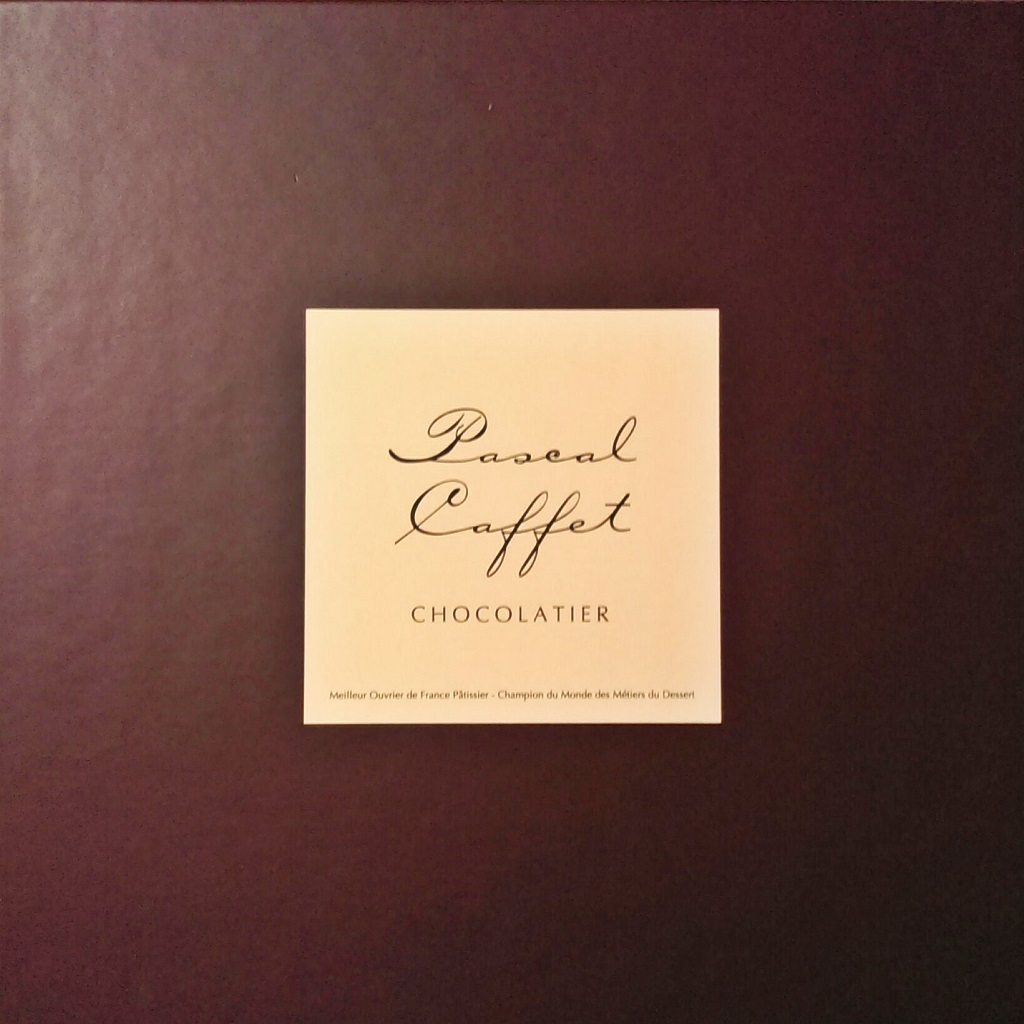 Pascal
Caffet
CHOCOLATIER
Meilleur Ouvrier de France Pâtissier - Champion du Monde des Métiers du Dessert